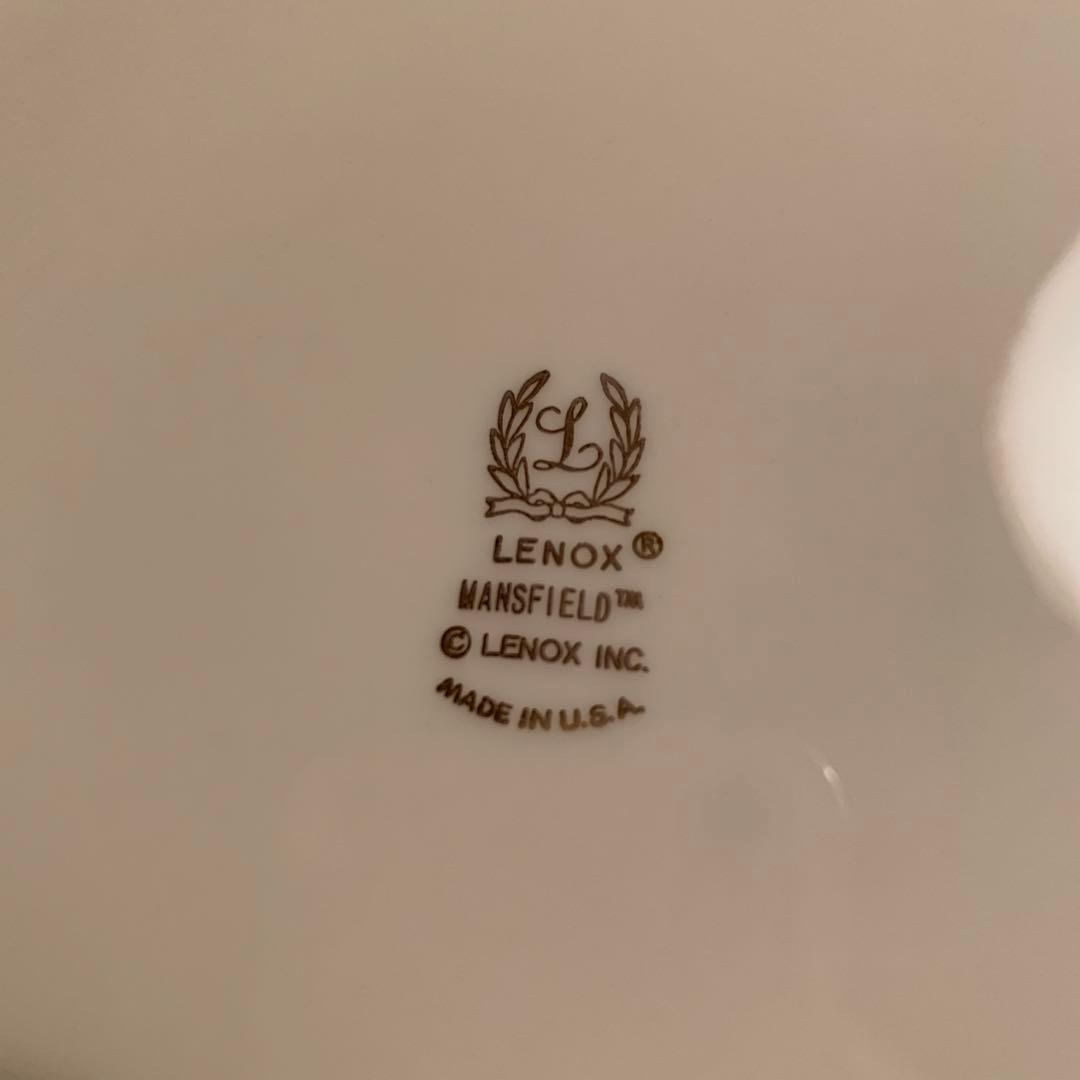 L
LENOX®
MANSFIELD™
© LENOX INC.
MADE IN U.S.A.